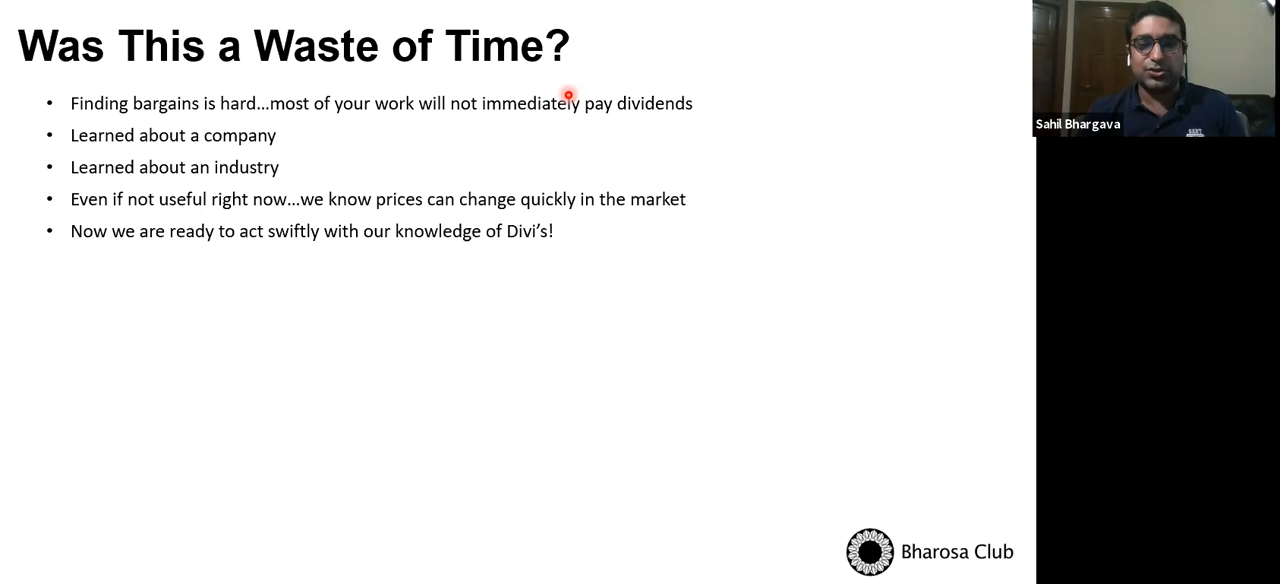 Was This a Waste of Time?
• Finding bargains is hard...most of your work will not immediately pay dividends
• Learned about a company
• Learned about an industry
• Even if not useful right now...we know prices can change quickly in the market
• Now we are ready to act swiftly with our knowledge of Divi's!
Sahil Bhargava
Bharosa Club